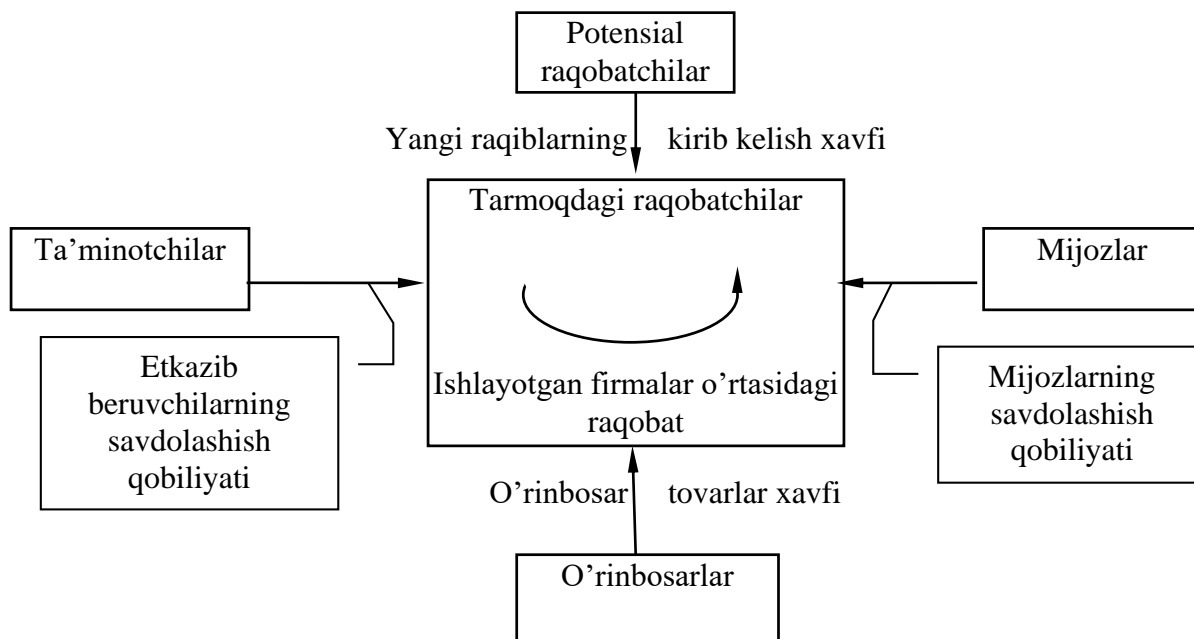 Potensial
raqobatchilar
Yangi raqiblarning kirib kelish xavfi
Tarmoqdagi raqobatchilar
Ta’minotchilar
Mijozlar
Etkazib
beruvchilarning
savdolashish
qobiliyati
Ishlayotgan firmalar o’rtasidagi
raqobat
Mijozlarning
savdolashish
qobiliyati
O’rinbosar tovarlar xavfi
O’rinbosarlar